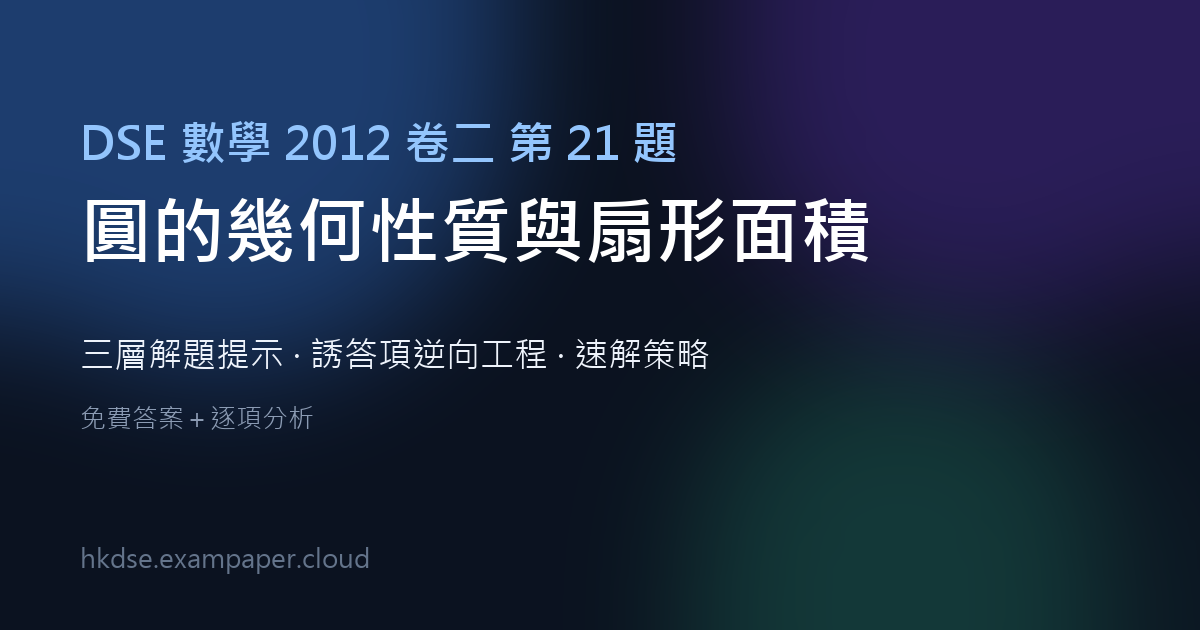 DSE 數學 2012 卷二 第 21 題
圓的幾何性質與扇形面積
三層解題提示 · 誘答項逆向工程 · 速解策略
免費答案 + 逐項分析
hkdse.exampaper.cloud